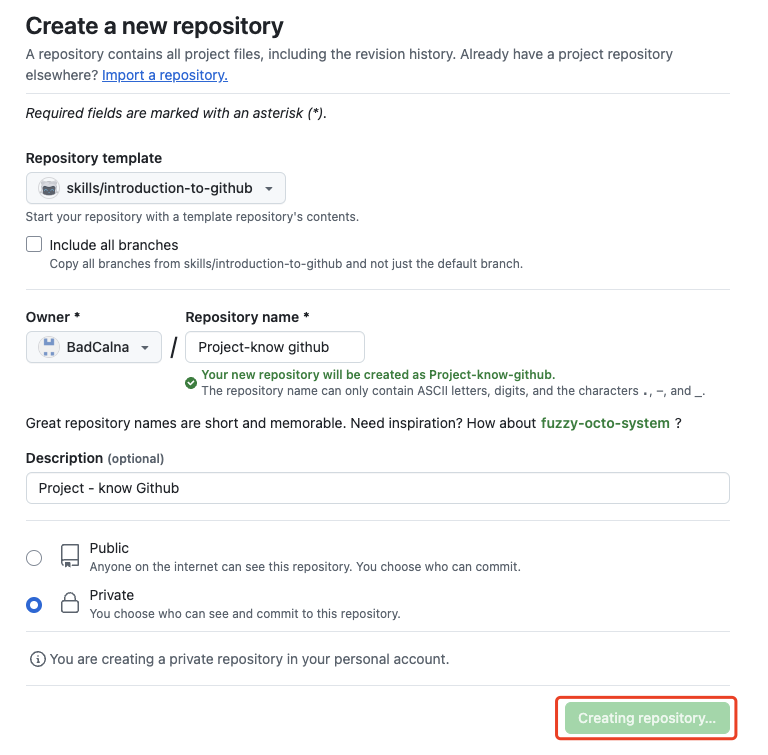 Create a new repository
A repository contains all project files, including the revision history. Already have a project repository
elsewhere? Import a repository.
Required fields are marked with an asterisk (*).
Repository template
skills/introduction-to-github
Start your repository with a template repository's contents.
Include all branches
Copy all branches from skills/introduction-to-github and not just the default branch.
Owner * Repository name *
BadCalna / Project-know github
Your new repository will be created as Project-know-github.
The repository name can only contain ASCII letters, digits, and the characters ., -, and _.
Great repository names are short and memorable. Need inspiration? How about fuzzy-octo-system ?
Description (optional)
Project - know Github
Public
Anyone on the internet can see this repository. You choose who can commit.
Private
You choose who can see and commit to this repository.
You are creating a private repository in your personal account.
Creating repository...